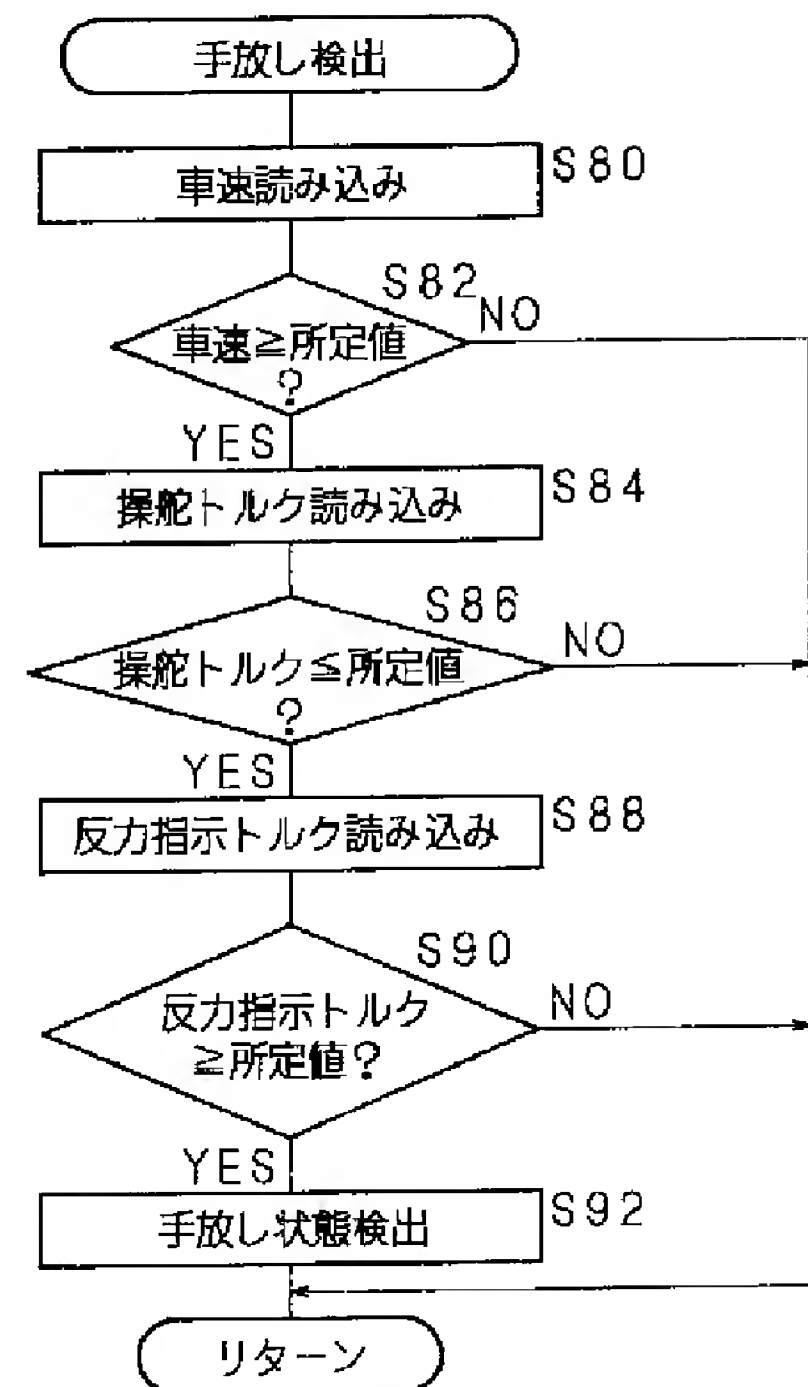 手放し検出
車速読み込み
S80
S82
車速≧所定値
?
NO
YES
操舵トルク読み込み
S84
S86
操舵トルク≦所定値
?
NO
YES
反力指示トルク読み込み
S88
S90
反力指示トルク
≧所定値?
NO
YES
手放し状態検出
S92
リターン